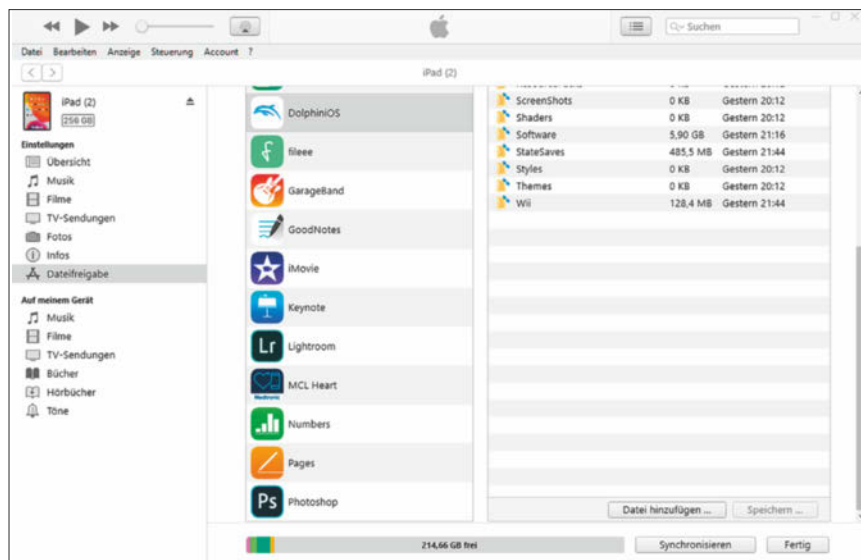 Suchen
Datei Bearbeiten Anzeige Steuerung Account ?
iPad (2)
iPad (2)
256 GB
Einstellungen
Übersicht
Musik
Filme
TV-Sendungen
Fotos
Infos
Dateifreigabe
Auf meinem Gerät
Musik
Filme
TV-Sendungen
Bücher
Hörbücher
Töne
DolphiniOS
fileee
GarageBand
GoodNotes
iMovie
Keynote
Lr Lightroom
MCL Heart
Medtronic
Numbers
Pages
Ps Photoshop
ScreenShots 0 KB Gestern 20:12
Shaders 0 KB Gestern 20:12
Software 5,90 GB Gestern 21:16
StateSaves 485,5 MB Gestern 21:44
Styles 0 KB Gestern 20:12
Themes 0 KB Gestern 20:12
Wii 128,4 MB Gestern 21:44
Datei hinzufügen ... Speichern ...
214,66 GB frei
Synchronisieren Fertig